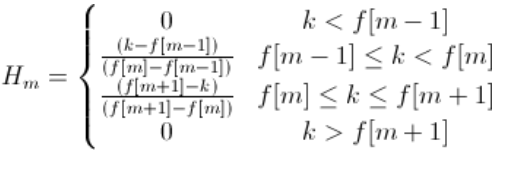 H_m = { 0 k < f[m − 1]
(k−f[m−1]) / (f[m]−f[m−1]) f[m − 1] ≤ k < f[m]
(f[m+1]−k) / (f[m+1]−f[m]) f[m] ≤ k ≤ f[m + 1]
0 k > f[m + 1]